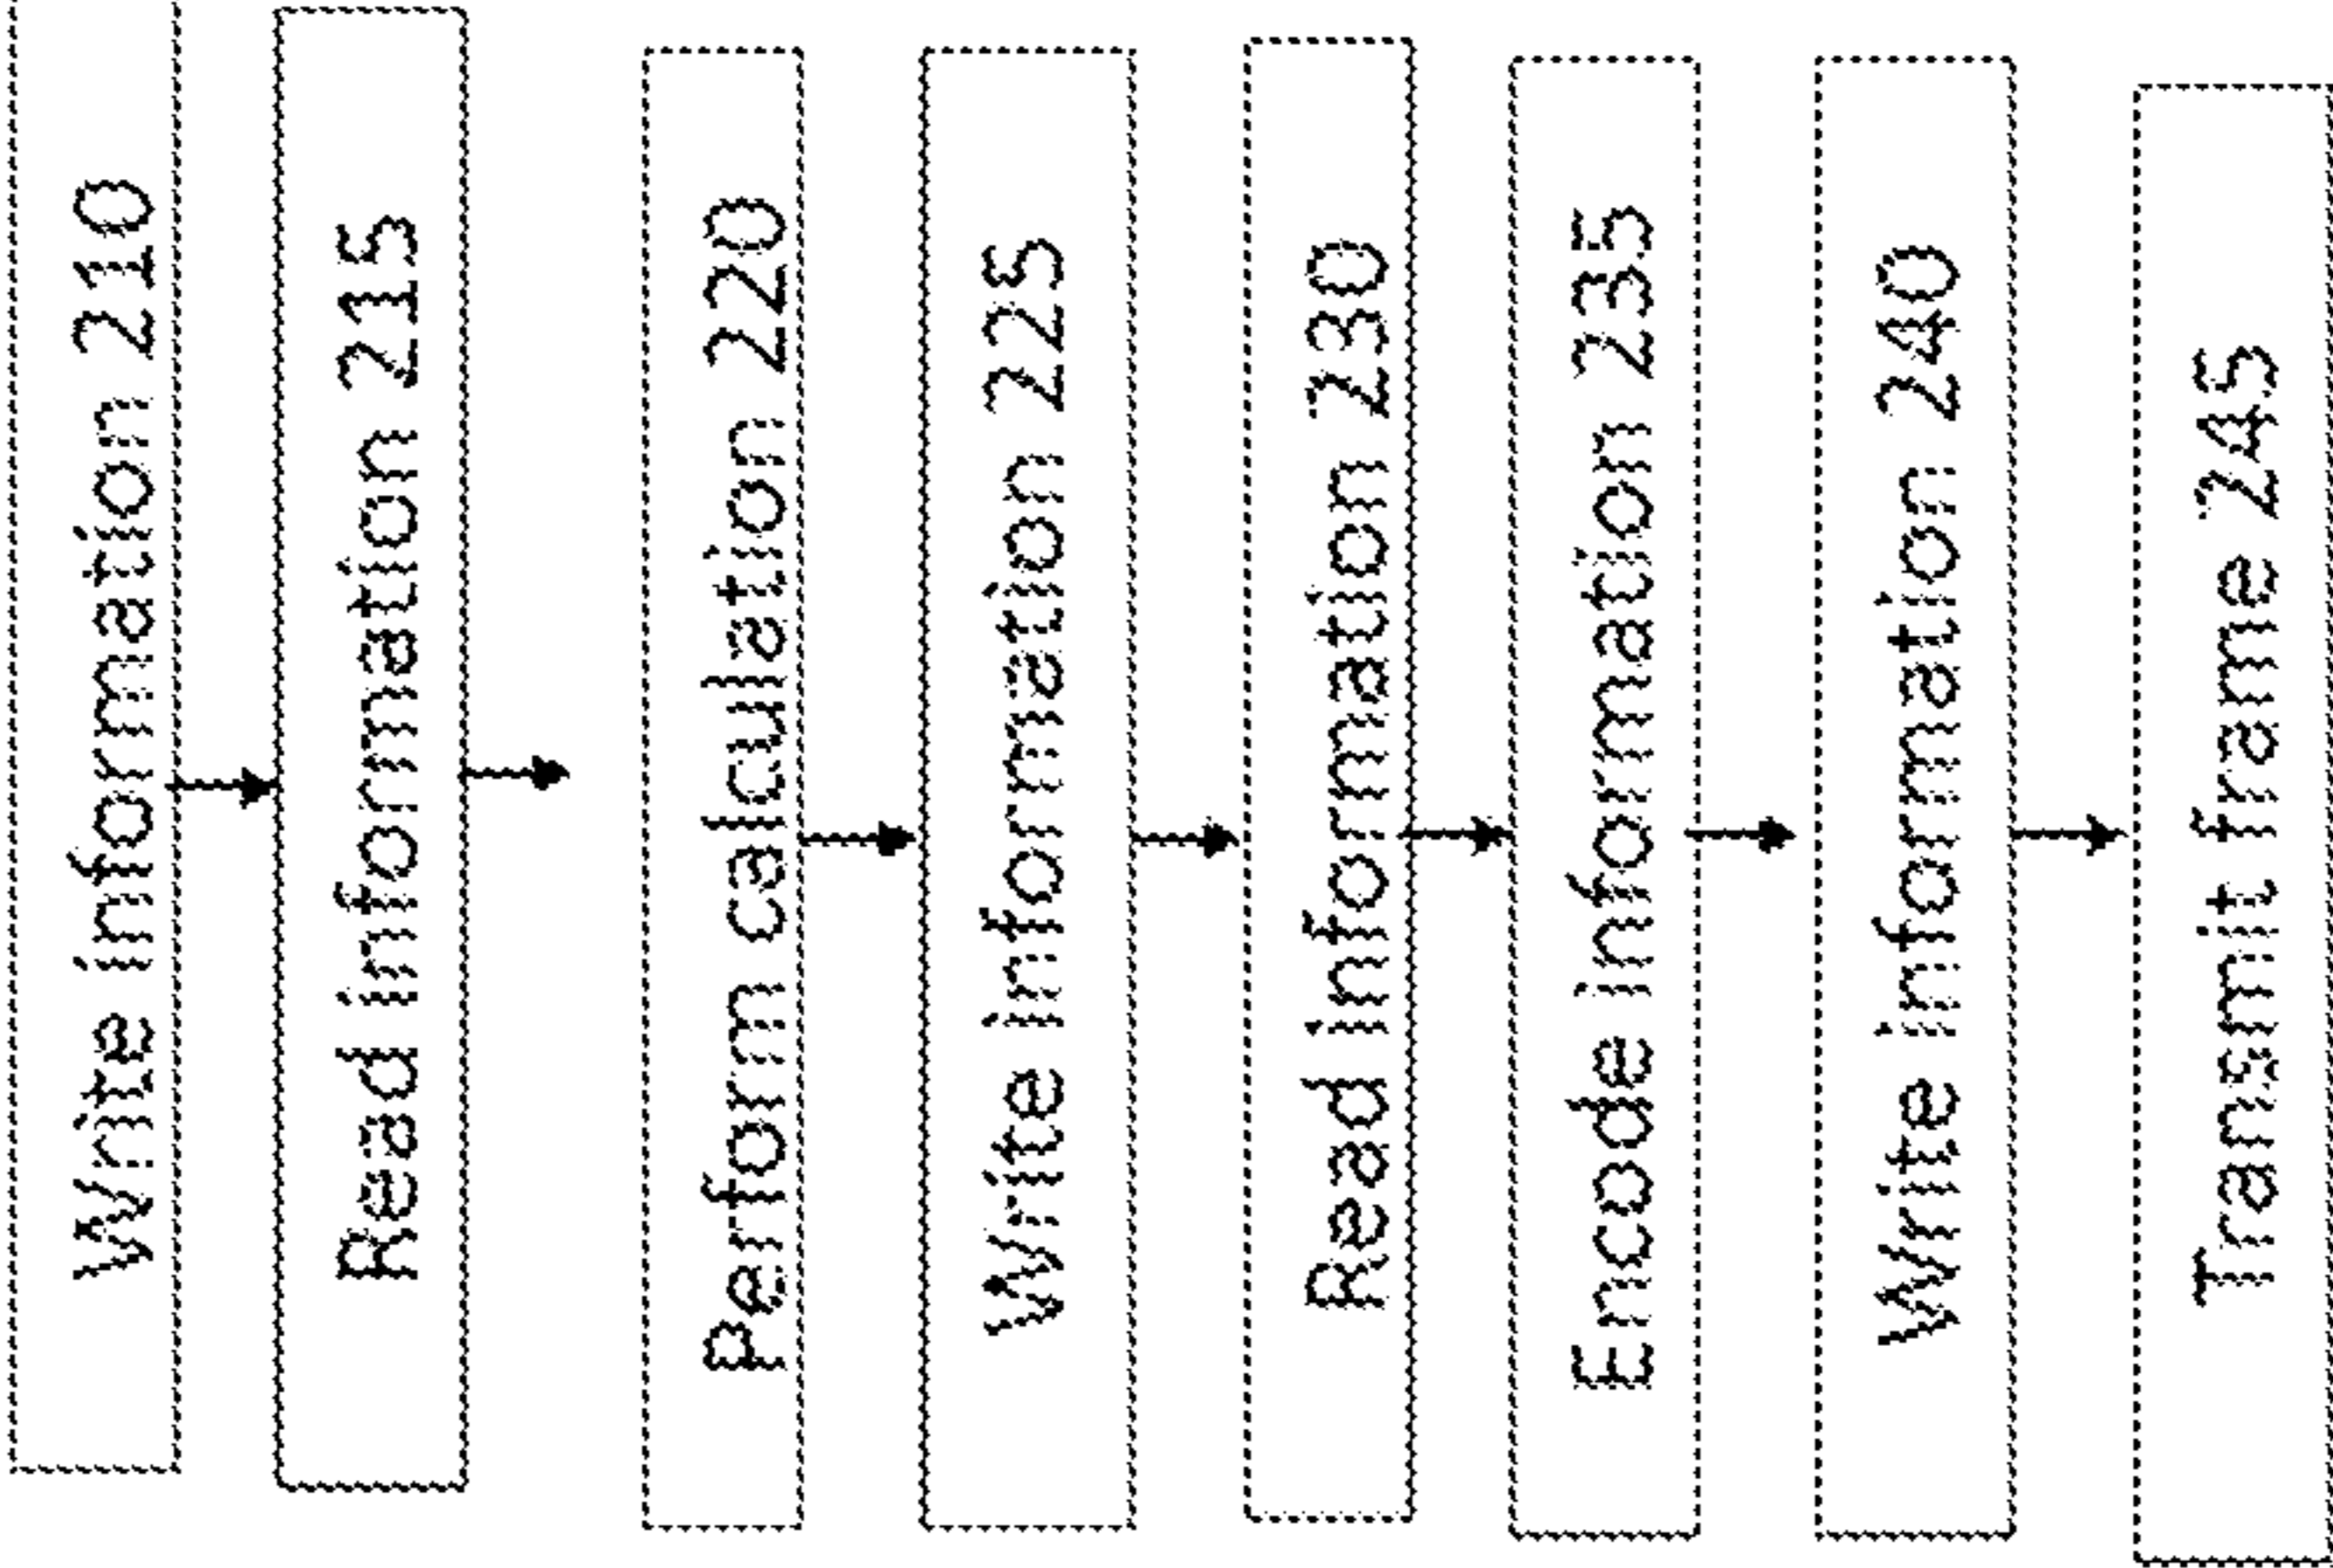 Write information 210
Read information 215
Perform calculation 220
Write information 225
Read information 230
Encode information 235
Write information 240
Transmit frame 245